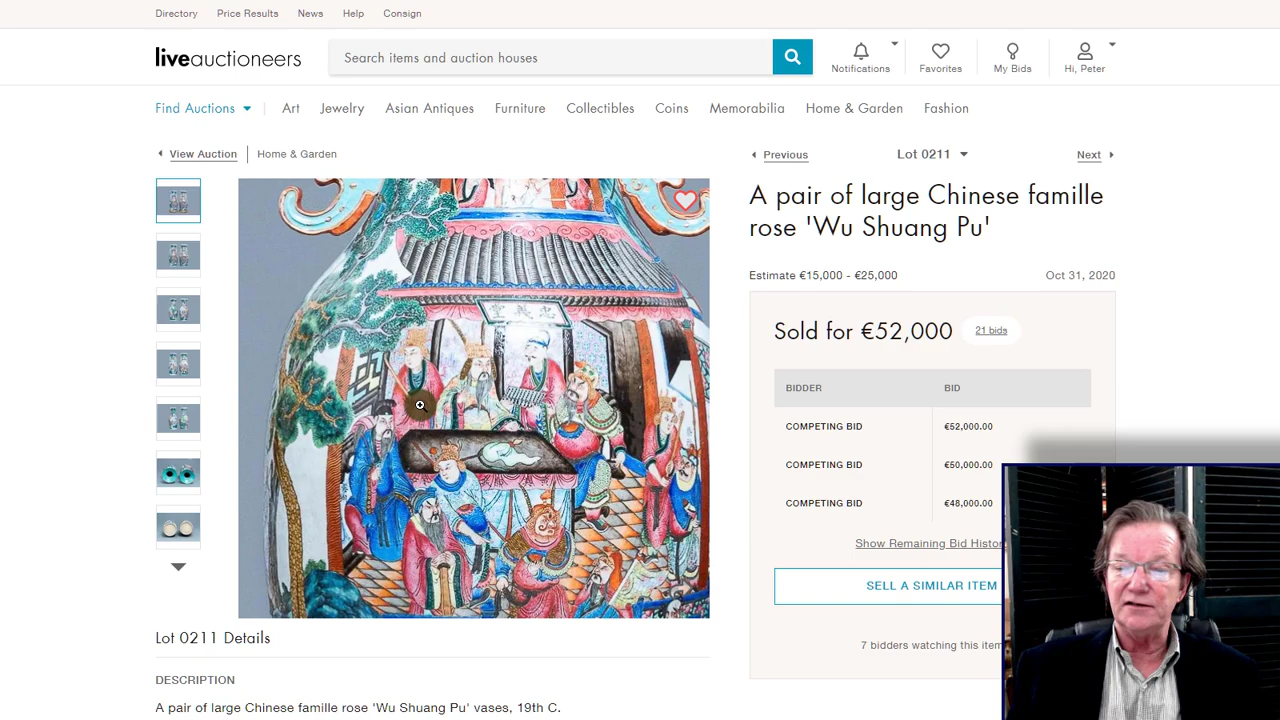 Directory Price Results News Help Consign
liveauctioneers
Search items and auction houses
Notifications
Favorites
My Bids
Hi, Peter
Find Auctions Art Jewelry Asian Antiques Furniture Collectibles Coins Memorabilia Home & Garden Fashion
View Auction Home & Garden
Previous Lot 0211 Next
A pair of large Chinese famille
rose 'Wu Shuang Pu'
Estimate €15,000 - €25,000 Oct 31, 2020
Sold for €52,000 21 bids
BIDDER BID
COMPETING BID €52,000.00
COMPETING BID €50,000.00
COMPETING BID €48,000.00
Show Remaining Bid Histor
SELL A SIMILAR ITEM
7 bidders watching this item
Lot 0211 Details
DESCRIPTION
A pair of large Chinese famille rose 'Wu Shuang Pu' vases, 19th C.